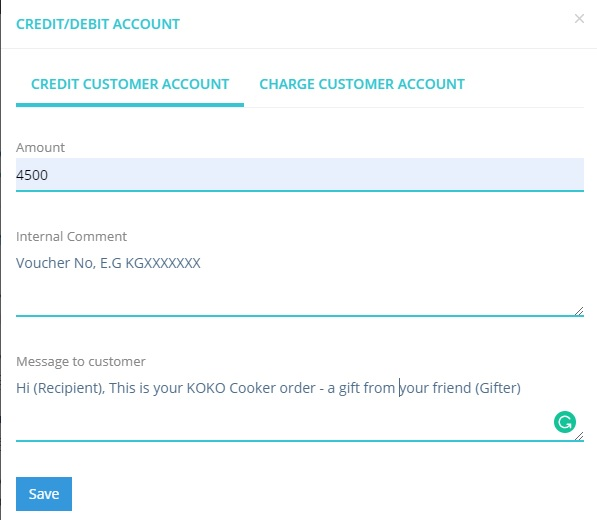 CREDIT/DEBIT ACCOUNT ×
CREDIT CUSTOMER ACCOUNT CHARGE CUSTOMER ACCOUNT
Amount
4500
Internal Comment
Voucher No, E.G KGXXXXXXX
Message to customer
Hi (Recipient), This is your KOKO Cooker order - a gift from your friend (Gifter)
Save